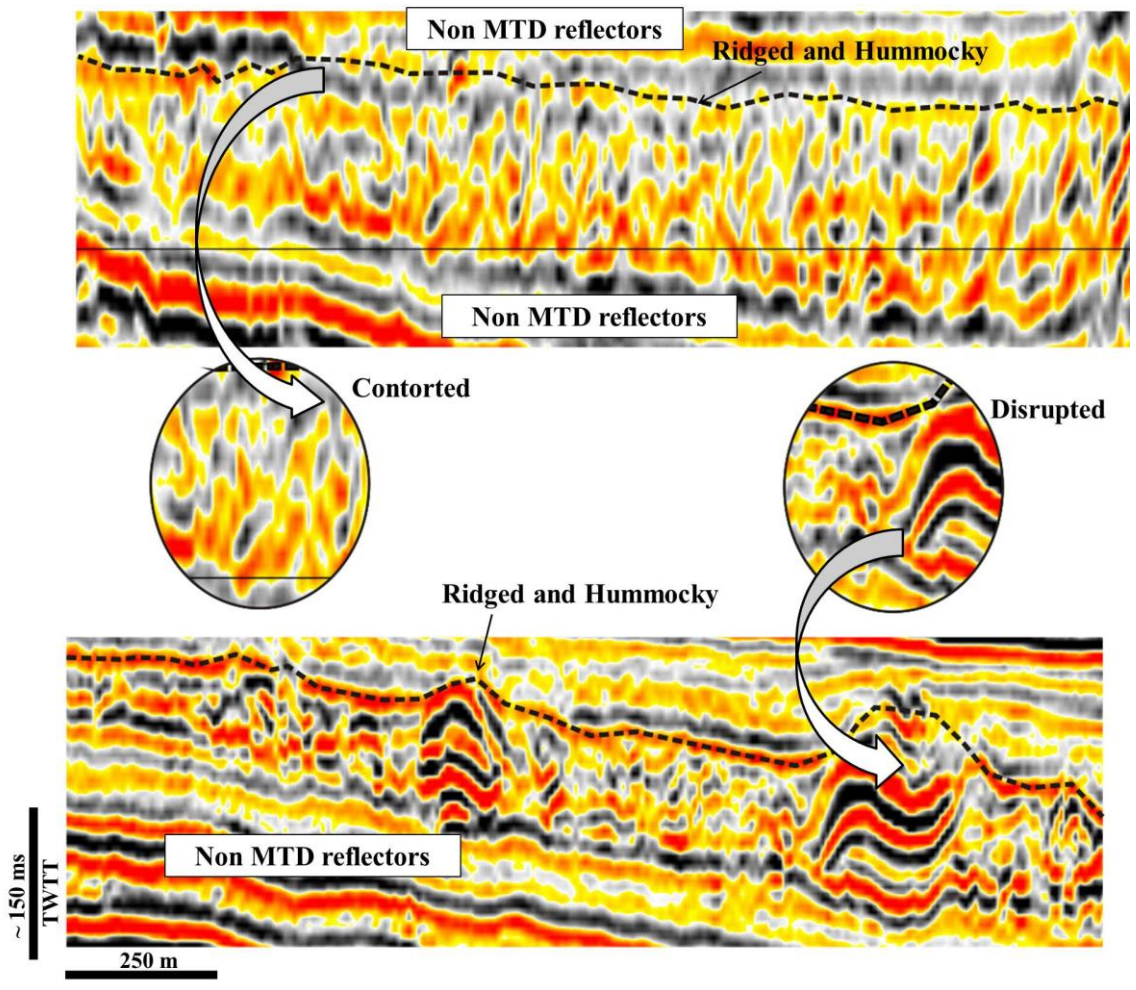 Non MTD reflectors
Ridged and Hummocky
Non MTD reflectors
Contorted
Disrupted
Ridged and Hummocky
Non MTD reflectors
~ 150 ms
TWTT
250 m